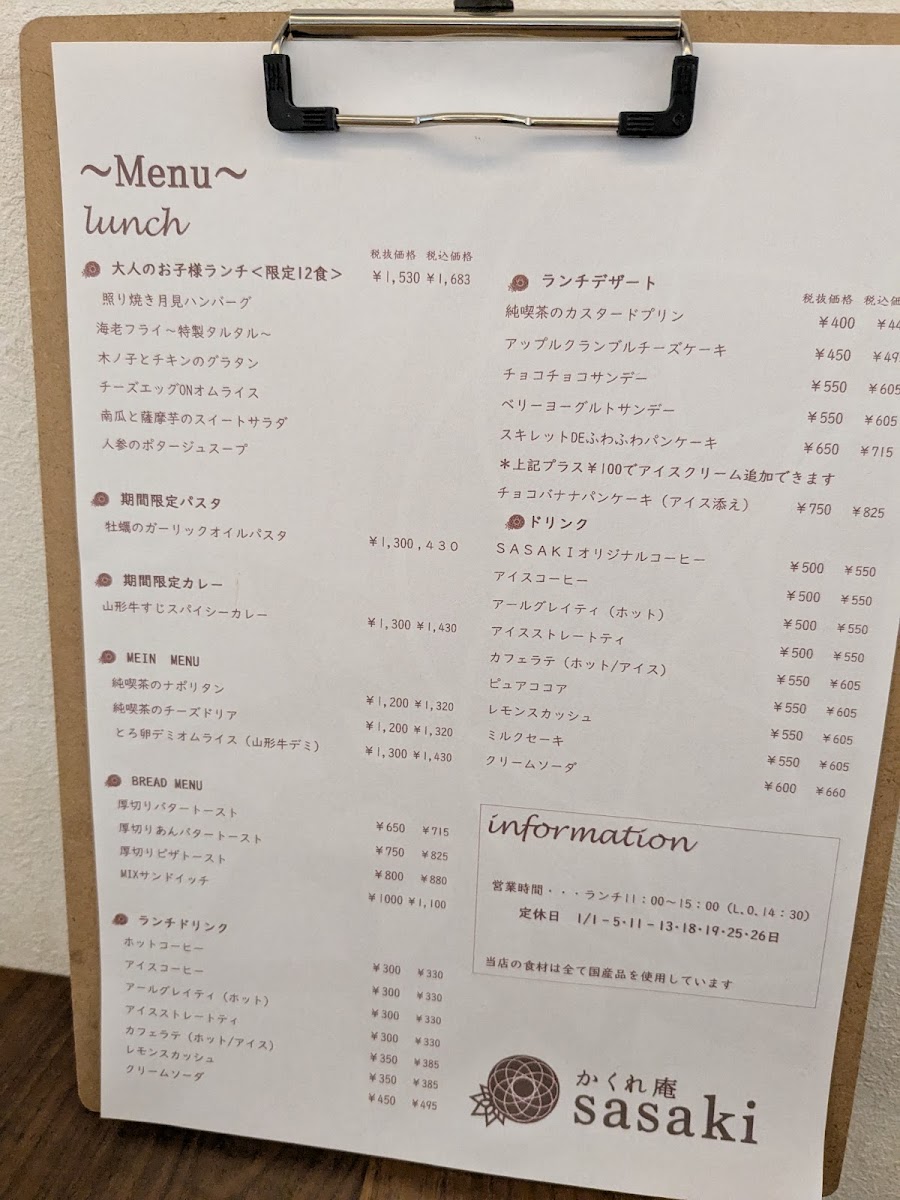 ～Menu～
lunch
税抜価格 税込価格
大人のお子様ランチ＜限定12食＞ ￥1,530 ￥1,683
照り焼き月見ハンバーグ
海老フライ～特製タルタル～
木ノ子とチキンのグラタン
チーズエッグONオムライス
南瓜と薩摩芋のスイートサラダ
人参のポタージュスープ
期間限定パスタ
牡蠣のガーリックオイルパスタ ￥1,300,４３０
期間限定カレー
山形牛すじスパイシーカレー ￥1,300 ￥1,430
MEIN MENU
純喫茶のナポリタン ￥1,200 ￥1,320
純喫茶のチーズドリア ￥1,200 ￥1,320
とろ卵デミオムライス（山形牛デミ） ￥1,300 ￥1,430
BREAD MENU
厚切りバタートースト ￥650 ￥715
厚切りあんバタートースト ￥750 ￥825
厚切りピザトースト ￥800 ￥880
MIXサンドイッチ ￥1000 ￥1,100
ランチドリンク
ホットコーヒー ￥300 ￥330
アイスコーヒー ￥300 ￥330
アールグレイティ（ホット） ￥300 ￥330
アイスストレートティ ￥300 ￥330
カフェラテ（ホット/アイス） ￥350 ￥385
レモンスカッシュ ￥350 ￥385
クリームソーダ ￥450 ￥495
ランチデザート
税抜価格 税込価
純喫茶のカスタードプリン ￥400 ￥44
アップルクランブルチーズケーキ ￥450 ￥49
チョコチョコサンデー ￥550 ￥605
ベリーヨーグルトサンデー ￥550 ￥605
スキレットDEふわふわパンケーキ ￥650 ￥715
＊上記プラス￥100でアイスクリーム追加できます
チョコバナナパンケーキ（アイス添え） ￥750 ￥825
ドリンク
ＳＡＳＡＫＩオリジナルコーヒー ￥500 ￥550
アイスコーヒー ￥500 ￥550
アールグレイティ（ホット） ￥500 ￥550
アイスストレートティ ￥500 ￥550
カフェラテ（ホット/アイス） ￥550 ￥605
ピュアココア ￥550 ￥605
レモンスカッシュ ￥550 ￥605
ミルクセーキ ￥550 ￥605
クリームソーダ ￥600 ￥660
information
営業時間・・・ランチ11：00～15：00（L.O.14：30）
定休日 1/1－5・11－13・18・19・25・26日
当店の食材は全て国産品を使用しています
かくれ庵
sasaki